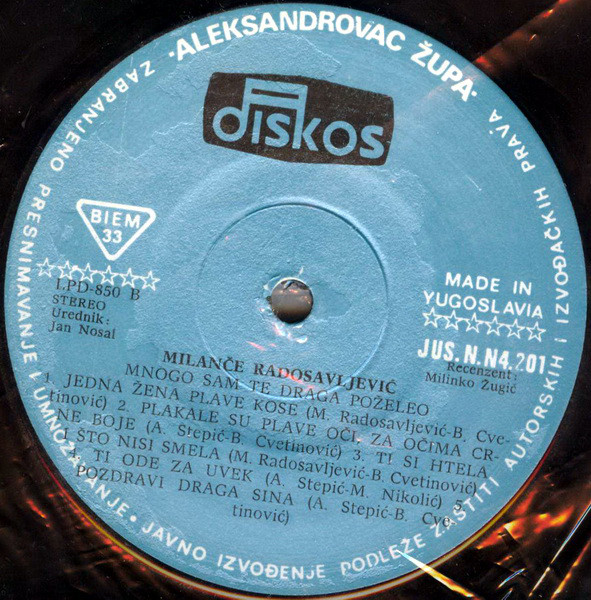 ·ALEKSANDROVAC ŽUPA·
ZABRANJENO PRESNIMAVANJE I UMNOŽAVANJE • JAVNO IZVOĐENJE PODLEŽE ZAŠTITI AUTORSKIH I IZVOĐAČKIH PRAVA
diskos
BIEM
33
LPD-850 B
STEREO
Urednik:
Jan Nosal
MADE IN
YUGOSLAVIA
JUS.N.N4.201
Recenzent:
Milinko Žugić
MILANČE RADOSAVLJEVIĆ
MNOGO SAM TE DRAGA POŽELEO
1. JEDNA ŽENA PLAVE KOSE (M. Radosavljević-B. Cve-
tinović) 2. PLAKALE SU PLAVE OČI, ZA OČIMA CR-
NE BOJE (A. Stepić-B. Cvetinović) 3. TI SI HTELA
I ŠTO NISI SMELA (M. Radosavljević-B. Cvetinović)
4. TI ODE ZA UVEK (A. Stepić-M. Nikolić) 5.
POZDRAVI DRAGA SINA (A. Stepić-B. Cve-
tinović)